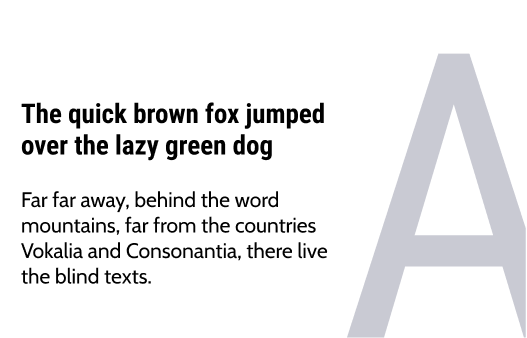 The quick brown fox jumped
over the lazy green dog
Far far away, behind the word
mountains, far from the countries
Vokalia and Consonantia, there live
the blind texts.
A